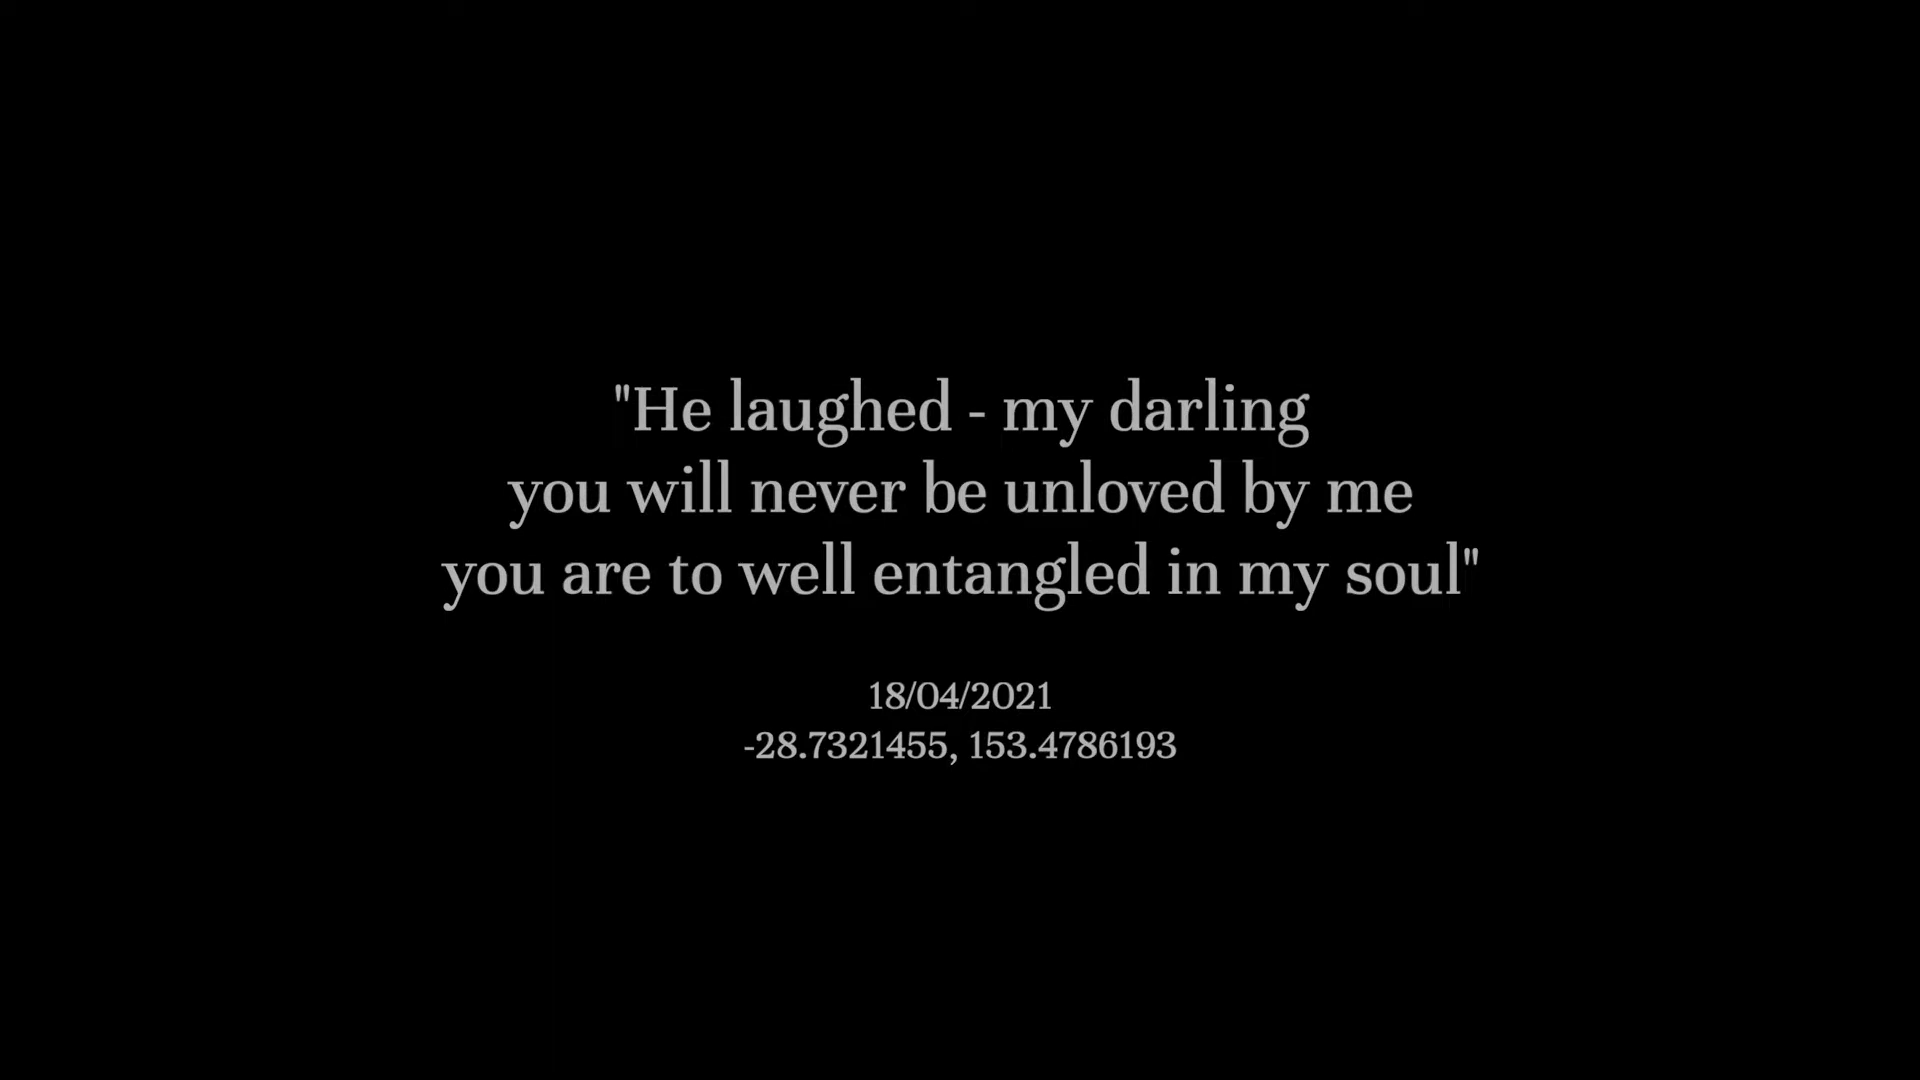 "He laughed - my darling
you will never be unloved by me
you are to well entangled in my soul"
18/04/2021
-28.7321455, 153.4786193